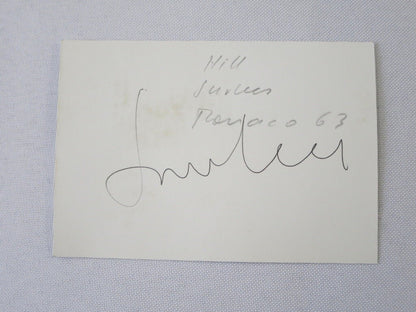 Hill
Surtees
Monaco 63